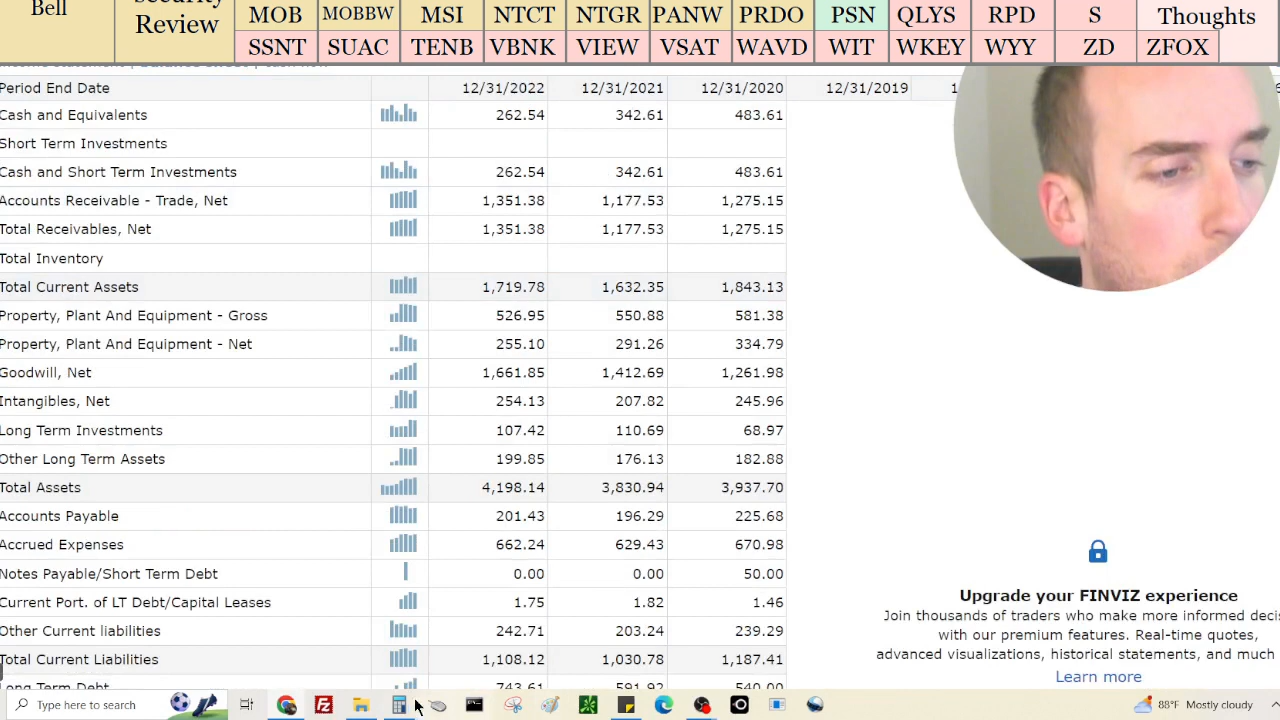 Bell
Security
Review
MOB MOBBW MSI NTCT NTGR PANW PRDO PSN QLYS RPD S Thoughts
SSNT SUAC TENB VBNK VIEW VSAT WAVD WIT WKEY WYY ZD ZFOX
Period End Date 12/31/2022 12/31/2021 12/31/2020 12/31/2019
Cash and Equivalents 262.54 342.61 483.61
Short Term Investments
Cash and Short Term Investments 262.54 342.61 483.61
Accounts Receivable - Trade, Net 1,351.38 1,177.53 1,275.15
Total Receivables, Net 1,351.38 1,177.53 1,275.15
Total Inventory
Total Current Assets 1,719.78 1,632.35 1,843.13
Property, Plant And Equipment - Gross 526.95 550.88 581.38
Property, Plant And Equipment - Net 255.10 291.26 334.79
Goodwill, Net 1,661.85 1,412.69 1,261.98
Intangibles, Net 254.13 207.82 245.96
Long Term Investments 107.42 110.69 68.97
Other Long Term Assets 199.85 176.13 182.88
Total Assets 4,198.14 3,830.94 3,937.70
Accounts Payable 201.43 196.29 225.68
Accrued Expenses 662.24 629.43 670.98
Notes Payable/Short Term Debt 0.00 0.00 50.00
Current Port. of LT Debt/Capital Leases 1.75 1.82 1.46
Other Current liabilities 242.71 203.24 239.29
Total Current Liabilities 1,108.12 1,030.78 1,187.41
Long Term Debt 743.61 591.92 540.00
Upgrade your FINVIZ experience
Join thousands of traders who make more informed deci
with our premium features. Real-time quotes,
advanced visualizations, historical statements, and much
Learn more
Type here to search
88°F Mostly cloudy